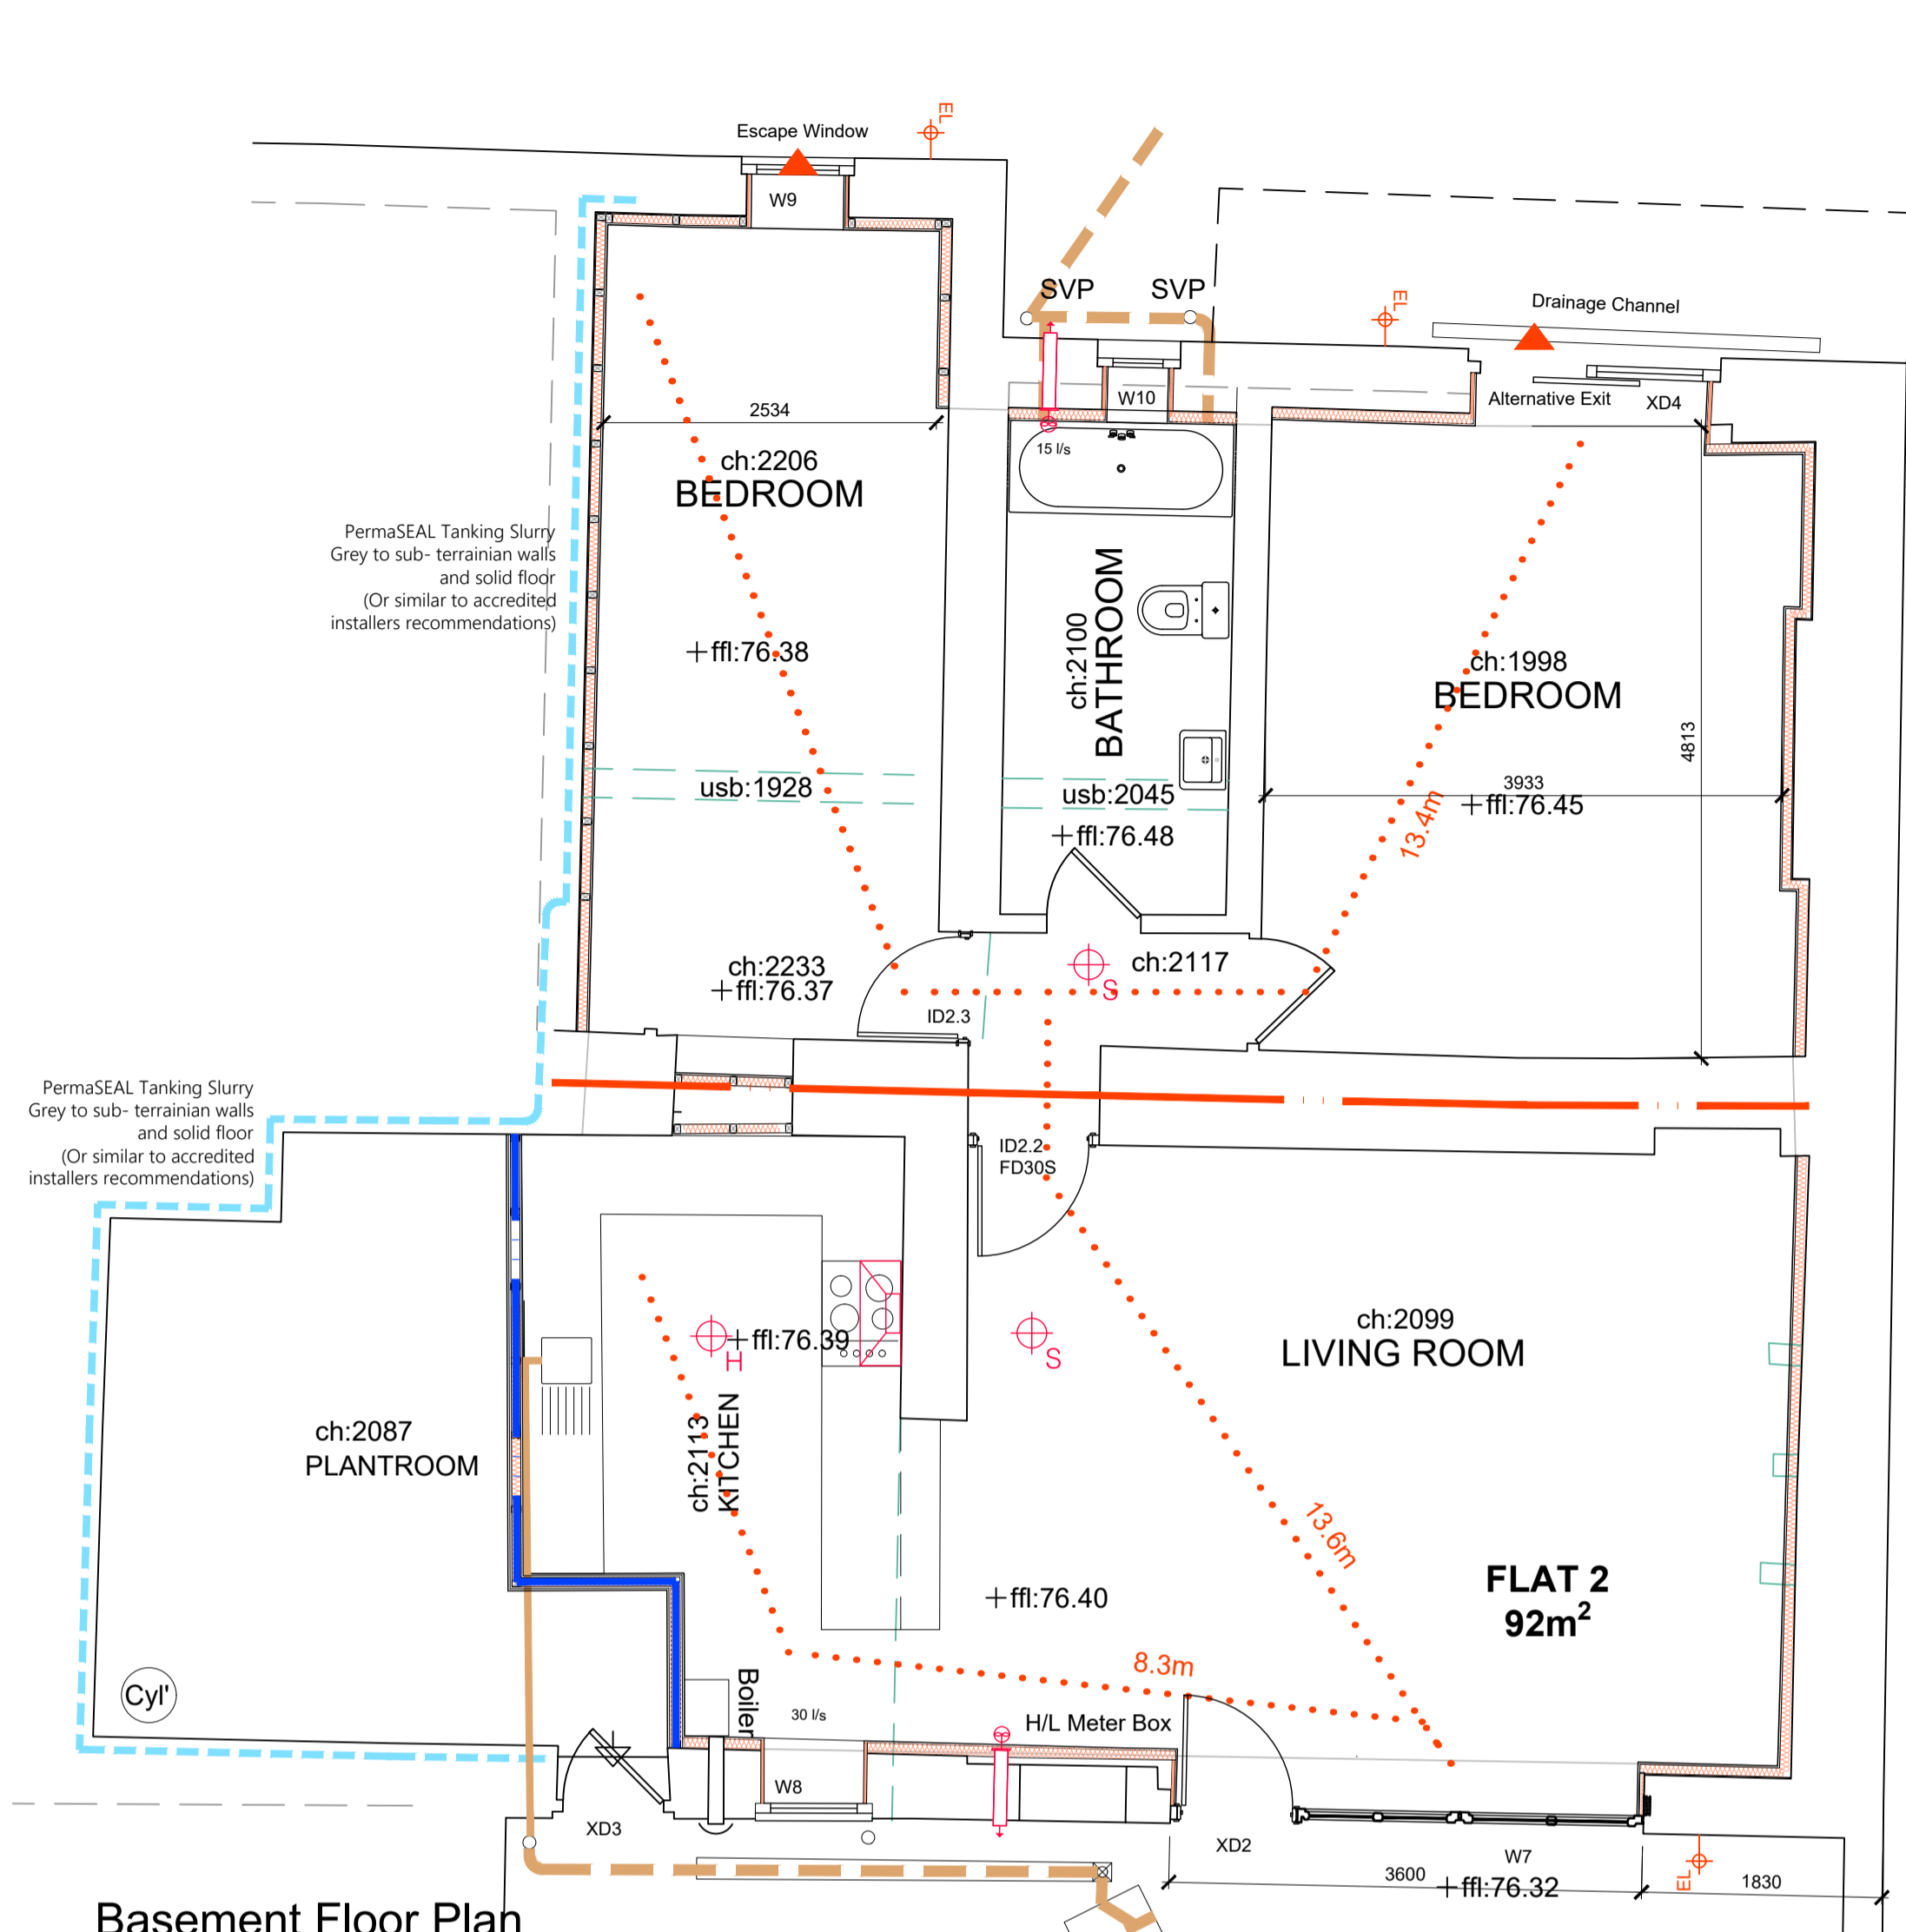 EL
Escape Window
W9
SVP
SVP
EL
Drainage Channel
W10
Alternative Exit
XD4
2534
15 l/s
ch:2206
BEDROOM
PermaSEAL Tanking Slurry
Grey to sub- terrainian walls
and solid floor
(Or similar to accredited
installers recommendations)
ch:2100
BATHROOM
+ffl:76.38
ch:1998
BEDROOM
4813
usb:1928
usb:2045
3933
+ffl:76.45
+ffl:76.48
13.4m
ch:2233
+ffl:76.37
ch:2117
S
ID2.3
PermaSEAL Tanking Slurry
Grey to sub- terrainian walls
and solid floor
(Or similar to accredited
installers recommendations)
ID2.2
FD30S
+ffl:76.39
H
S
ch:2099
LIVING ROOM
ch:2087
PLANTROOM
ch:2113
KITCHEN
13.6m
+ffl:76.40
FLAT 2
92m²
8.3m
Cyl'
Boiler
30 l/s
H/L Meter Box
W8
XD3
XD2
W7
3600
+ffl:76.32
EL
1830
Basement Floor Plan